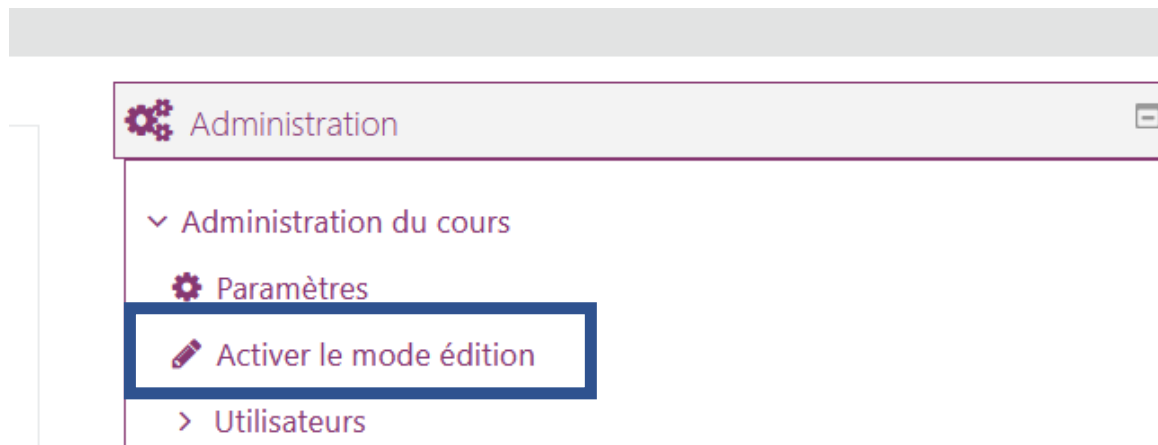 Administration
Administration du cours
Paramètres
Activer le mode édition
Utilisateurs